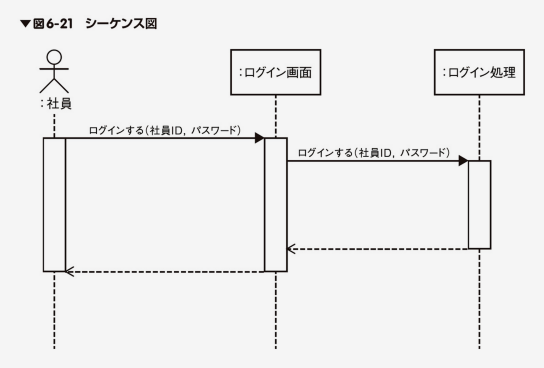 ▼図6-21 シーケンス図
:社員
:ログイン画面
:ログイン処理
ログインする(社員ID, パスワード)
ログインする(社員ID, パスワード)